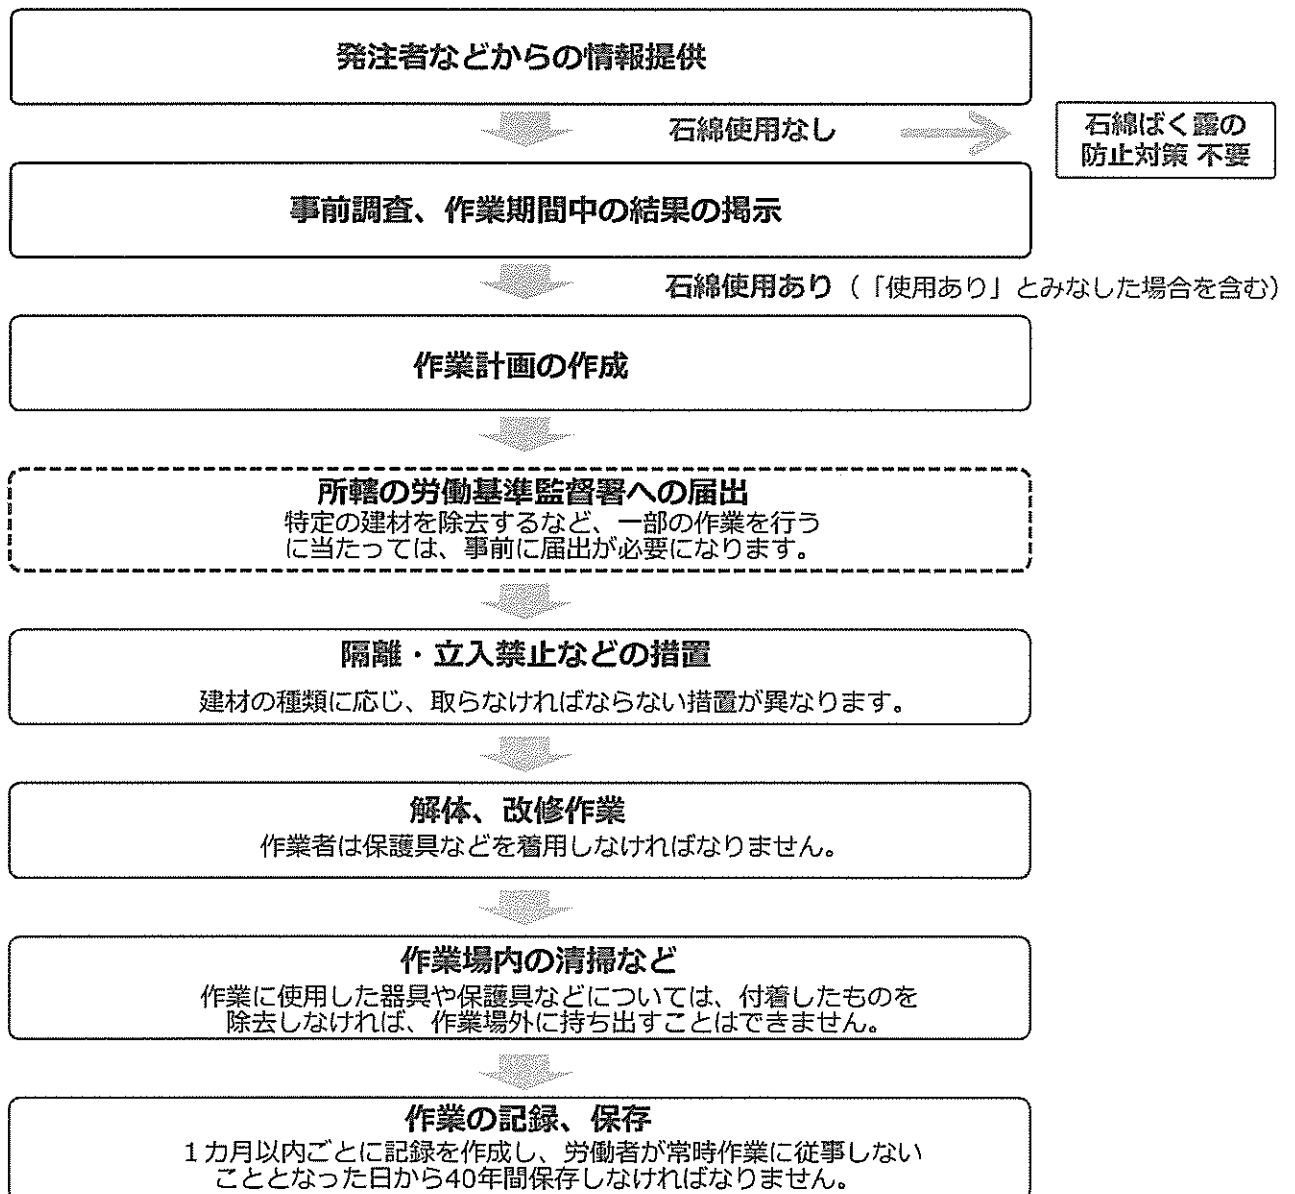 発注者などからの情報提供
石綿使用なし
石綿ばく露の
防止対策 不要
事前調査、作業期間中の結果の掲示
石綿使用あり（「使用あり」とみなした場合を含む）
作業計画の作成
所轄の労働基準監督署への届出
特定の建材を除去するなど、一部の作業を行う
に当たっては、事前に届出が必要になります。
隔離・立入禁止などの措置
建材の種類に応じ、取らなければならない措置が異なります。
解体、改修作業
作業者は保護具などを着用しなければなりません。
作業場内の清掃など
作業に使用した器具や保護具などについては、付着したものを
除去しなければ、作業場外に持ち出すことはできません。
作業の記録、保存
１カ月以内ごとに記録を作成し、労働者が常時作業に従事しない
こととなった日から40年間保存しなければなりません。